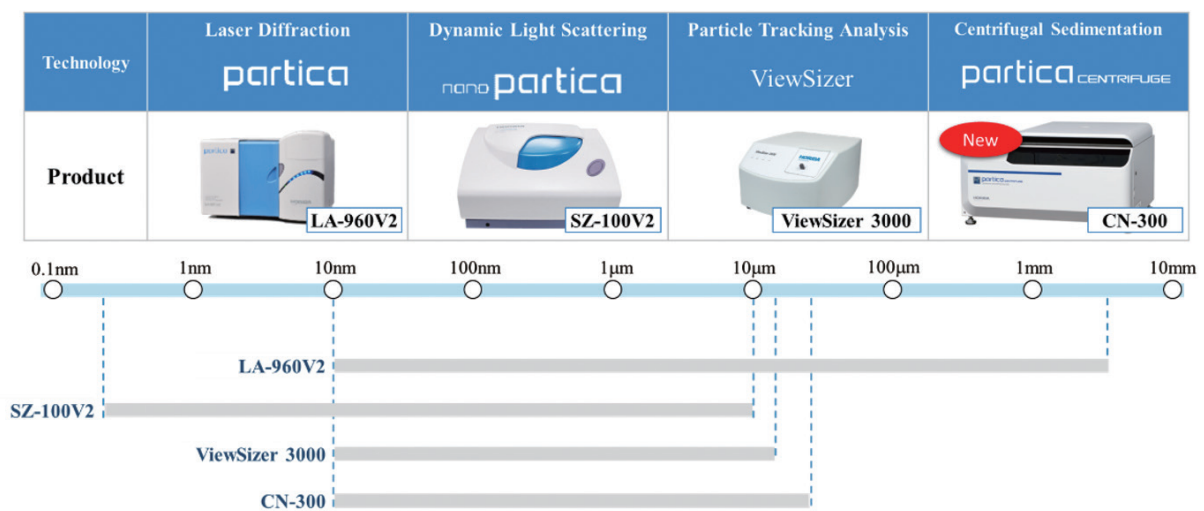 Technology
Laser Diffraction
partica
Dynamic Light Scattering
nano partica
Particle Tracking Analysis
ViewSizer
Centrifugal Sedimentation
partica CENTRIFUGE
Product
partica
LA-960V2
SZ-100V2
ViewSizer 3000
New
partica
CN-300
0.1nm 1nm 10nm 100nm 1μm 10μm 100μm 1mm 10mm
LA-960V2
SZ-100V2
ViewSizer 3000
CN-300